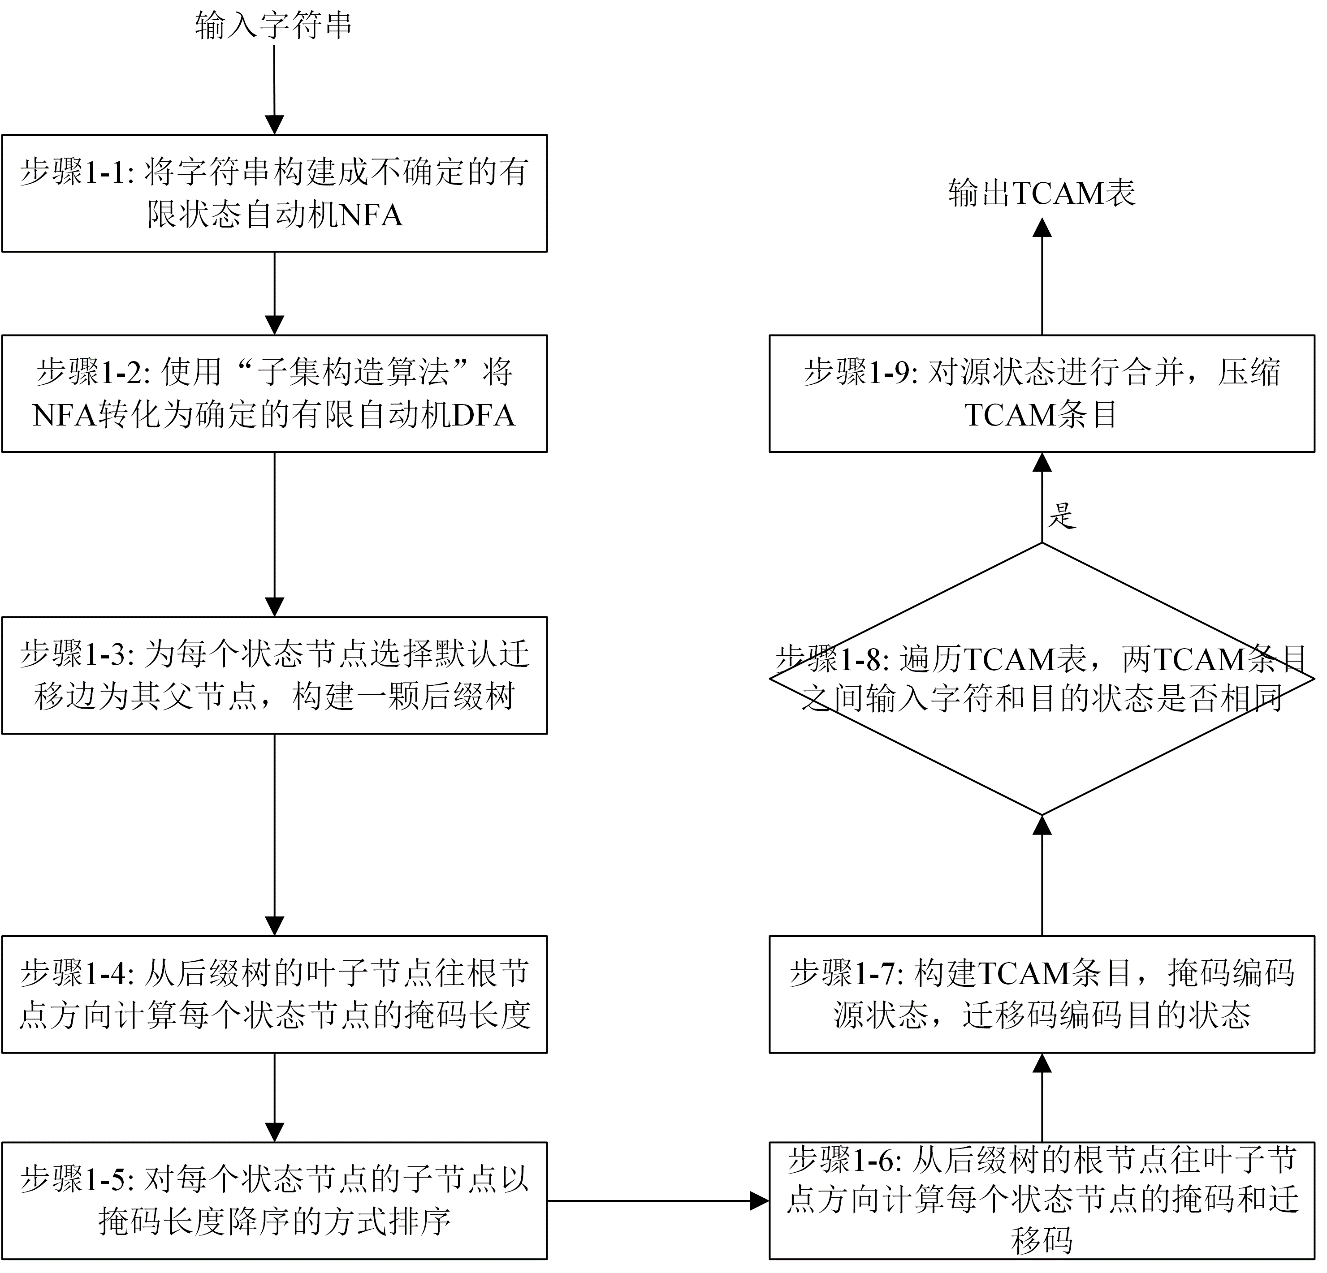 输入字符串
步骤1-1: 将字符串构建成不确定的有
限状态自动机NFA
步骤1-2: 使用“子集构造算法”将
NFA转化为确定的有限自动机DFA
步骤1-3: 为每个状态节点选择默认迁
移边为其父节点，构建一颗后缀树
步骤1-4: 从后缀树的叶子节点往根节
点方向计算每个状态节点的掩码长度
步骤1-5: 对每个状态节点的子节点以
掩码长度降序的方式排序
步骤1-6: 从后缀树的根节点往叶子节
点方向计算每个状态节点的掩码和迁
移码
步骤1-7: 构建TCAM条目，掩码编码
源状态，迁移码编码目的状态
步骤1-8: 遍历TCAM表，两TCAM条目
之间输入字符和目的状态是否相同
是
步骤1-9: 对源状态进行合并，压缩
TCAM条目
输出TCAM表